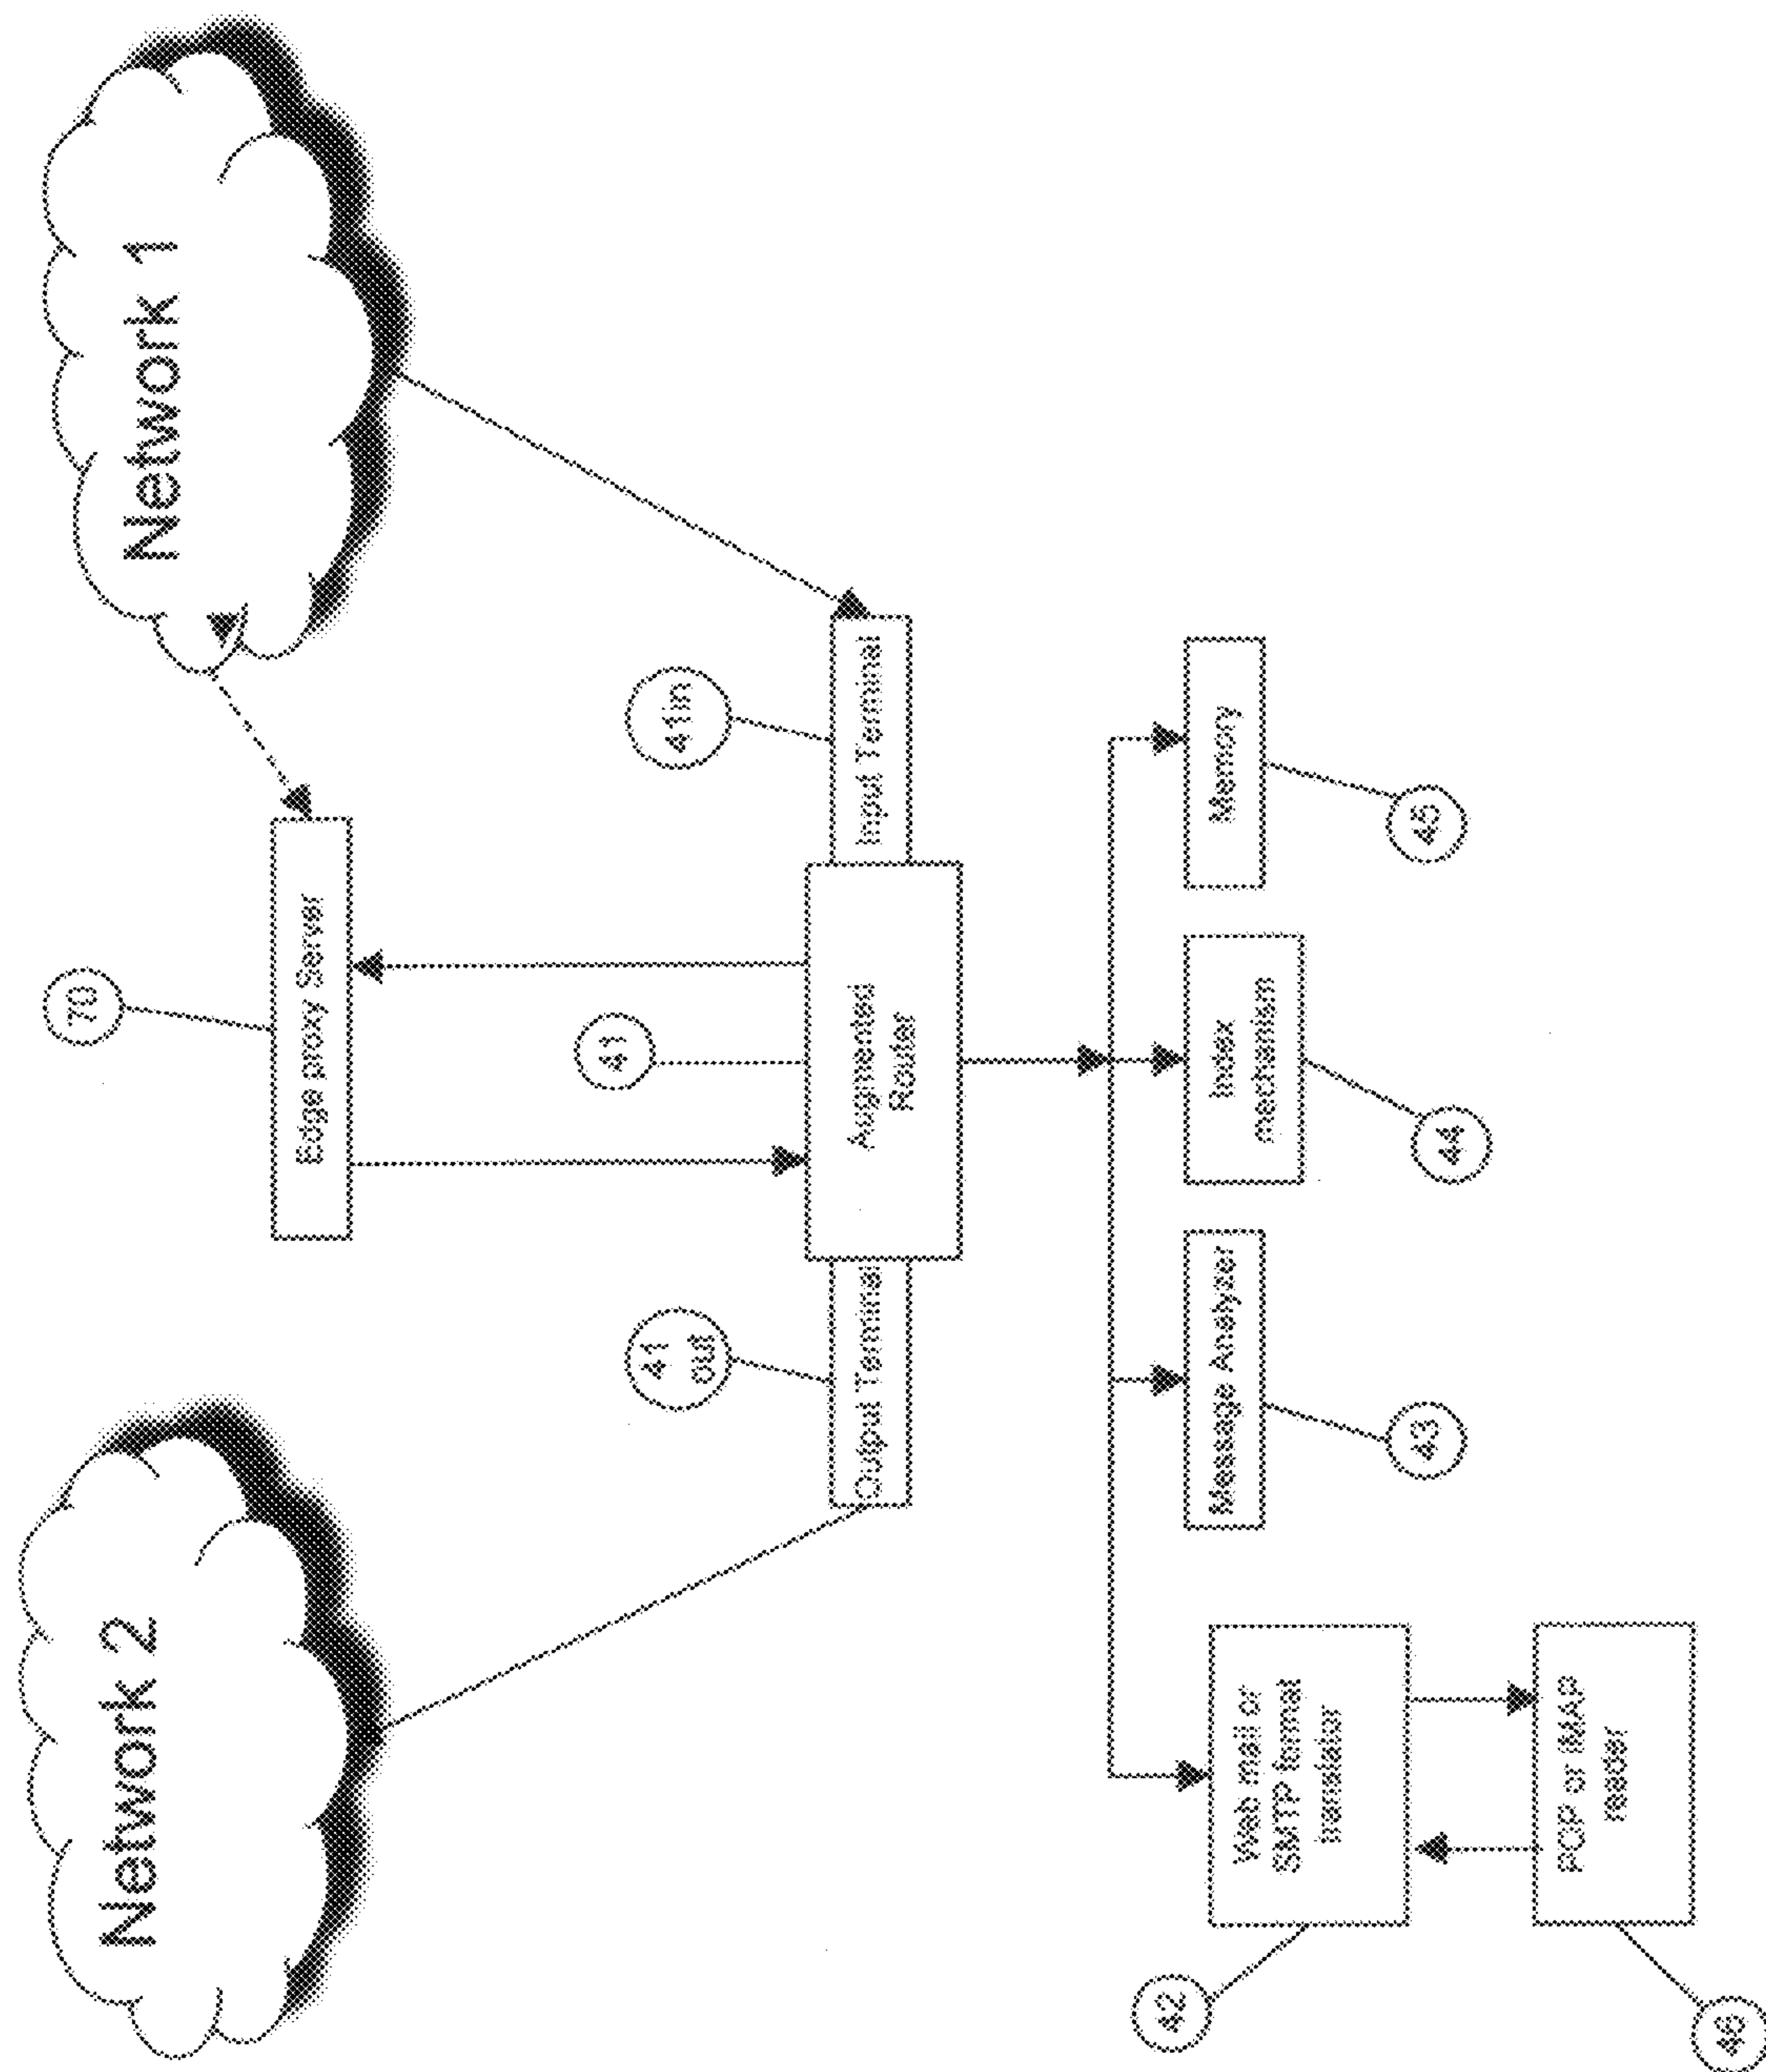 Network 2
Network 1
70
Edge proxy Server
41
out
41
41in
Output Terminal
Augmented
Router
Input Terminal
Web mail or
SMTP format
translator
Message Analyzer
Index
mechanism
Memory
42
43
44
45
POP or IMAP
reader
46